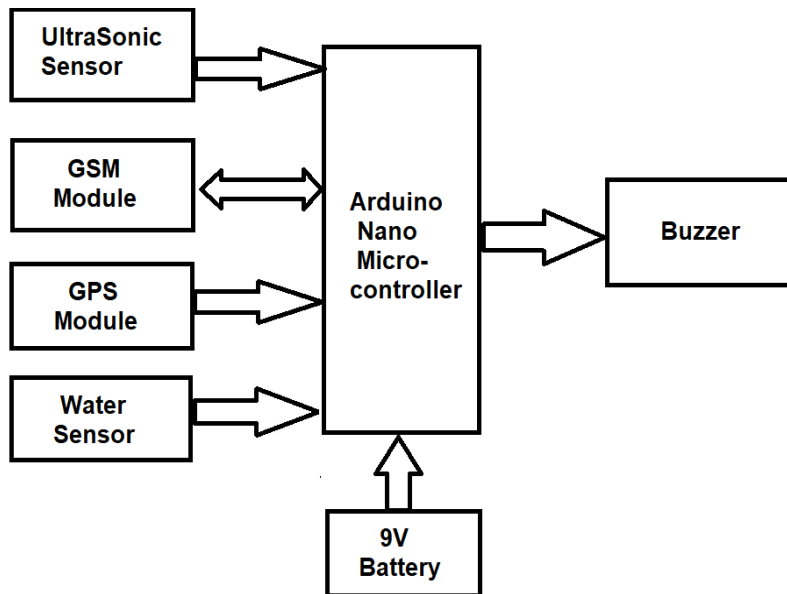 UltraSonic
Sensor
GSM
Module
GPS
Module
Water
Sensor
Arduino
Nano
Micro-
controller
Buzzer
9V
Battery